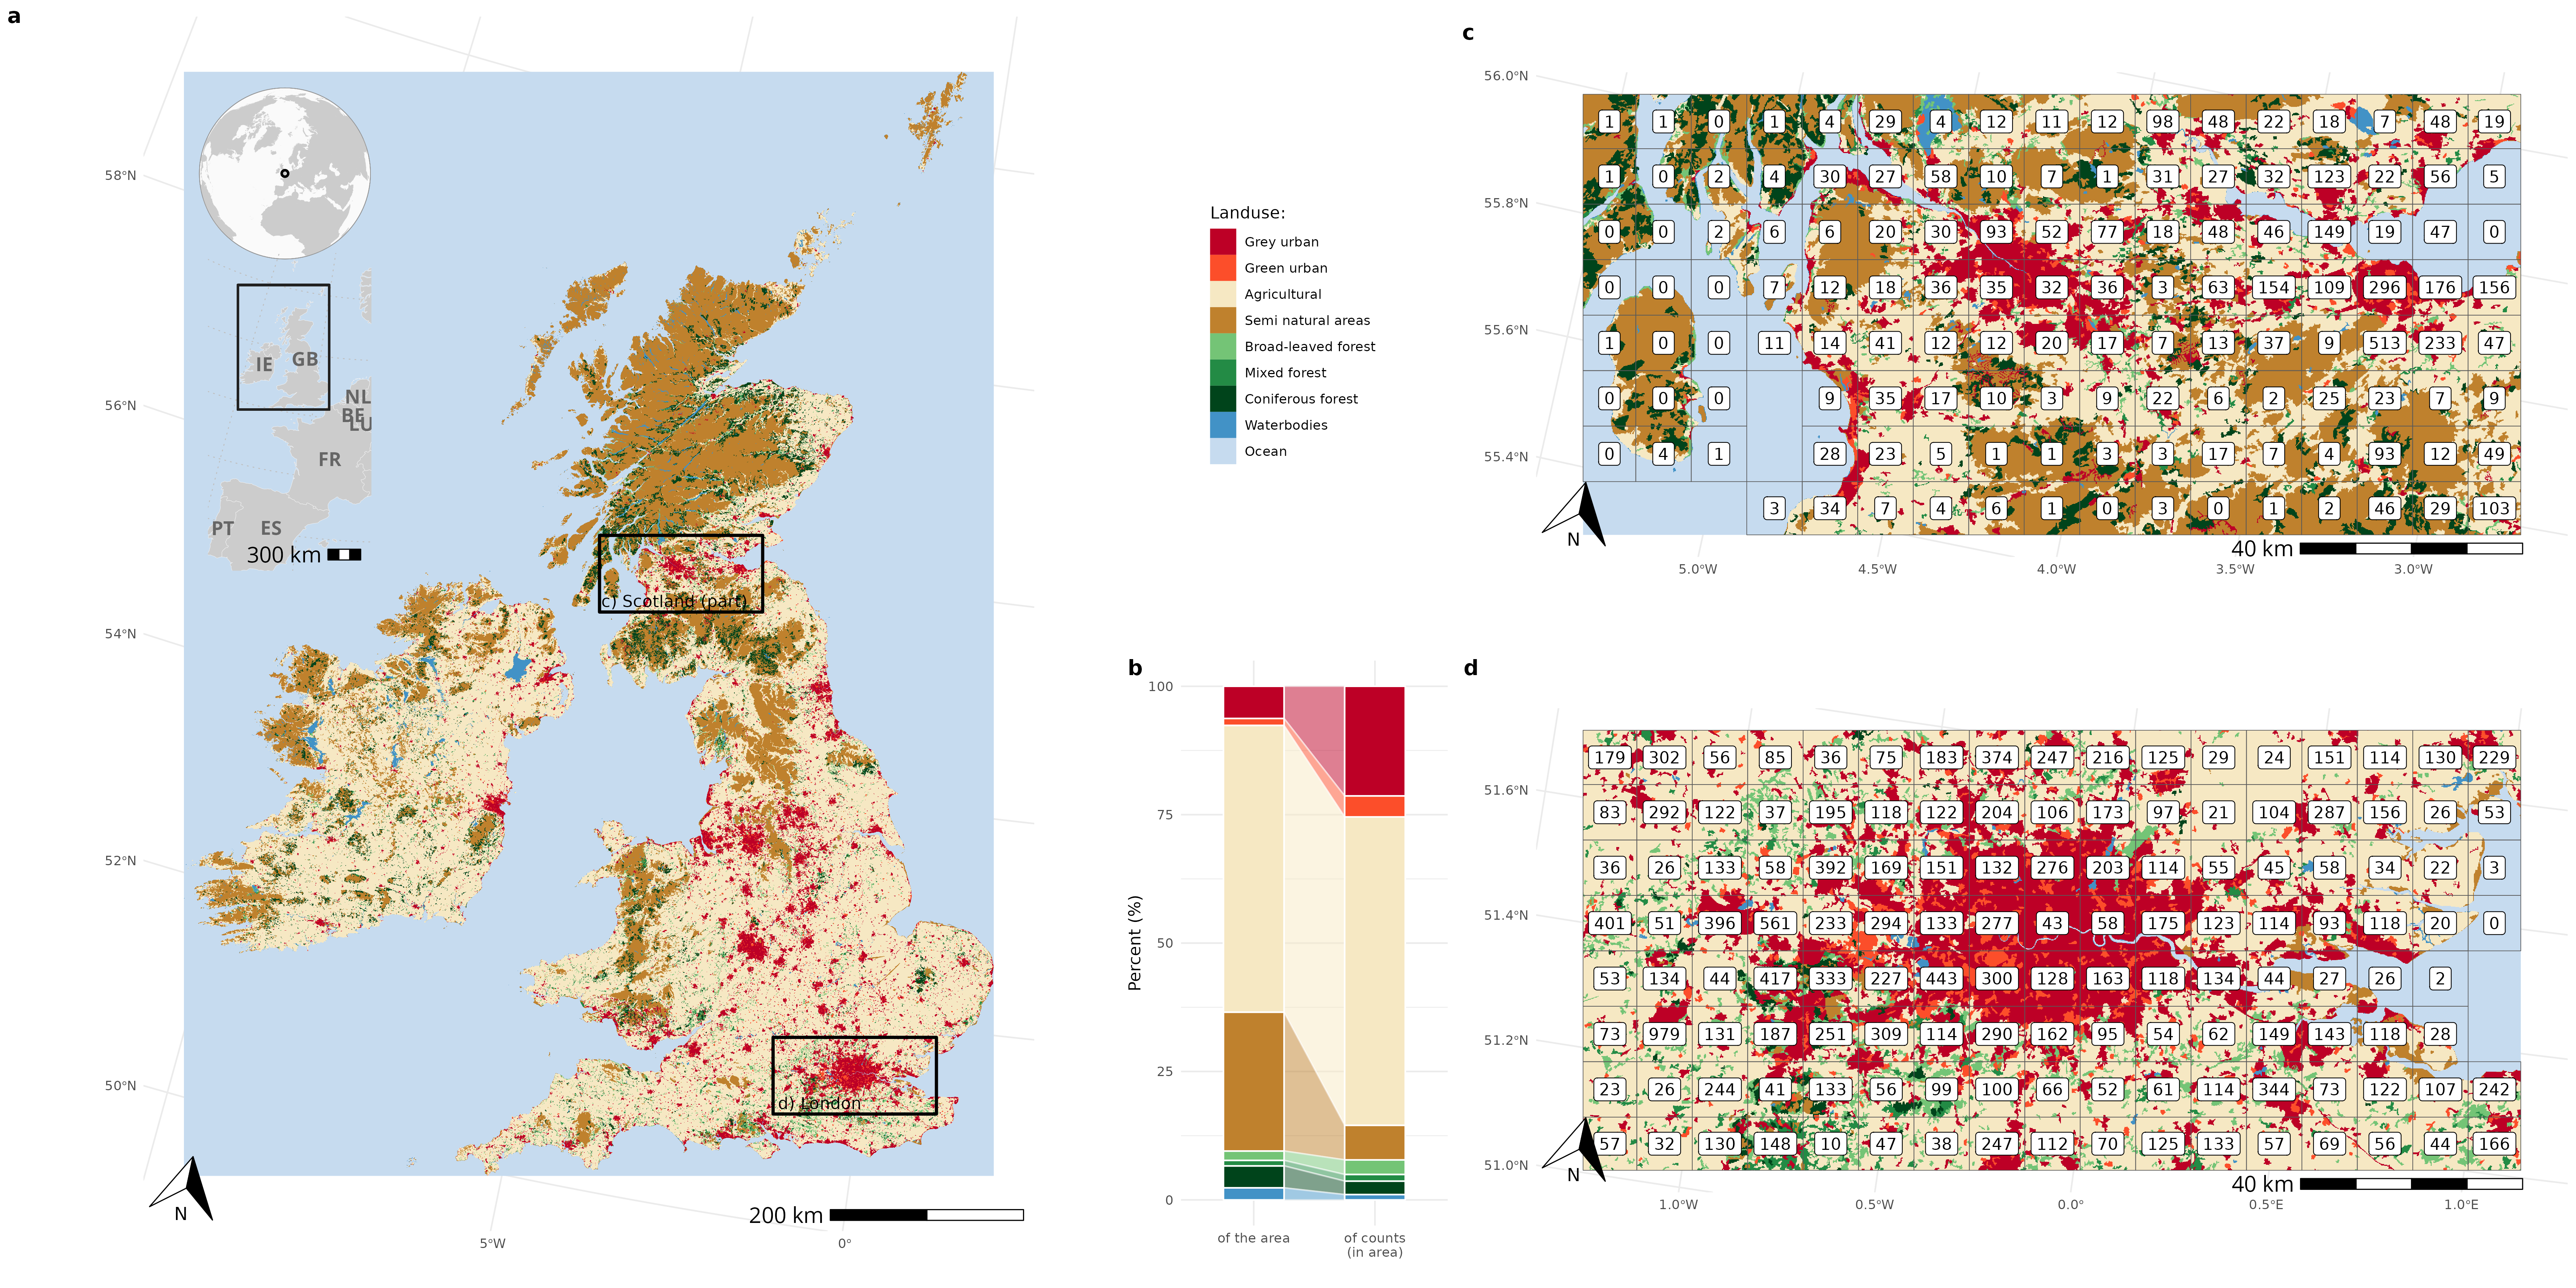 a
58°N
56°N
54°N
52°N
50°N
IE
GB
NL
BE
LU
FR
PT
ES
300 km
c) Scotland (part)
d) London
N
200 km
5°W
0°
Landuse:
Grey urban
Green urban
Agricultural
Semi natural areas
Broad-leaved forest
Mixed forest
Coniferous forest
Waterbodies
Ocean
b
100
75
50
25
0
Percent (%)
of the area
of counts
(in area)
c
56.0°N
55.8°N
55.6°N
55.4°N
1 1 0 1 4 29 4 12 11 12 98 48 22 18 7 48 19
1 0 2 4 30 27 58 10 7 1 31 27 32 123 22 56 5
0 0 2 6 6 20 30 93 52 77 18 48 46 149 19 47 0
0 0 0 7 12 18 36 35 32 36 3 63 154 109 296 176 156
1 0 0 11 14 41 12 12 20 17 7 13 37 9 513 233 47
0 0 0 9 35 17 10 3 9 22 6 2 25 23 7 9
0 4 1 28 23 5 1 1 3 3 17 7 4 93 12 49
3 34 7 4 6 1 0 3 0 1 2 46 29 103
N
40 km
5.0°W 4.5°W 4.0°W 3.5°W 3.0°W
d
51.6°N
51.4°N
51.2°N
51.0°N
179 302 56 85 36 75 183 374 247 216 125 29 24 151 114 130 229
83 292 122 37 195 118 122 204 106 173 97 21 104 287 156 26 53
36 26 133 58 392 169 151 132 276 203 114 55 45 58 34 22 3
401 51 396 561 233 294 133 277 43 58 175 123 114 93 118 20 0
53 134 44 417 333 227 443 300 128 163 118 134 44 27 26 2
73 979 131 187 251 309 114 290 162 95 54 62 149 143 118 28
23 26 244 41 133 56 99 100 66 52 61 114 344 73 122 107 242
57 32 130 148 10 47 38 247 112 70 125 133 57 69 56 44 166
N
40 km
1.0°W 0.5°W 0.0° 0.5°E 1.0°E